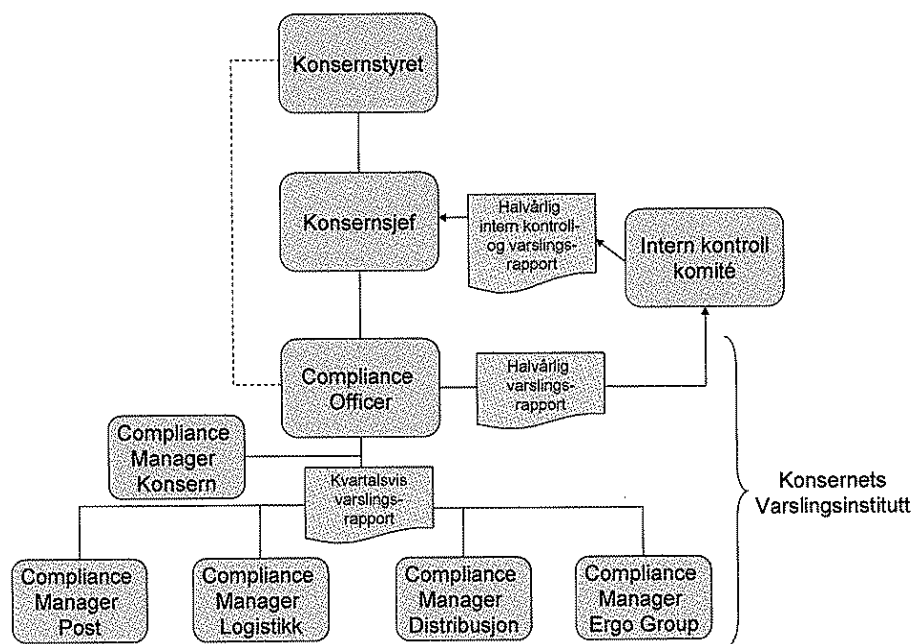 Konsernstyret
Konsernsjef
Halvårlig
intern kontroll-
og varslings-
rapport
Intern kontroll
komité
Compliance
Officer
Halvårlig
varslings-
rapport
Compliance
Manager
Konsern
Kvartalsvis
varslings-
rapport
Konsernets
Varslingsinstitutt
Compliance
Manager
Post
Compliance
Manager
Logistikk
Compliance
Manager
Distribusjon
Compliance
Manager
Ergo Group